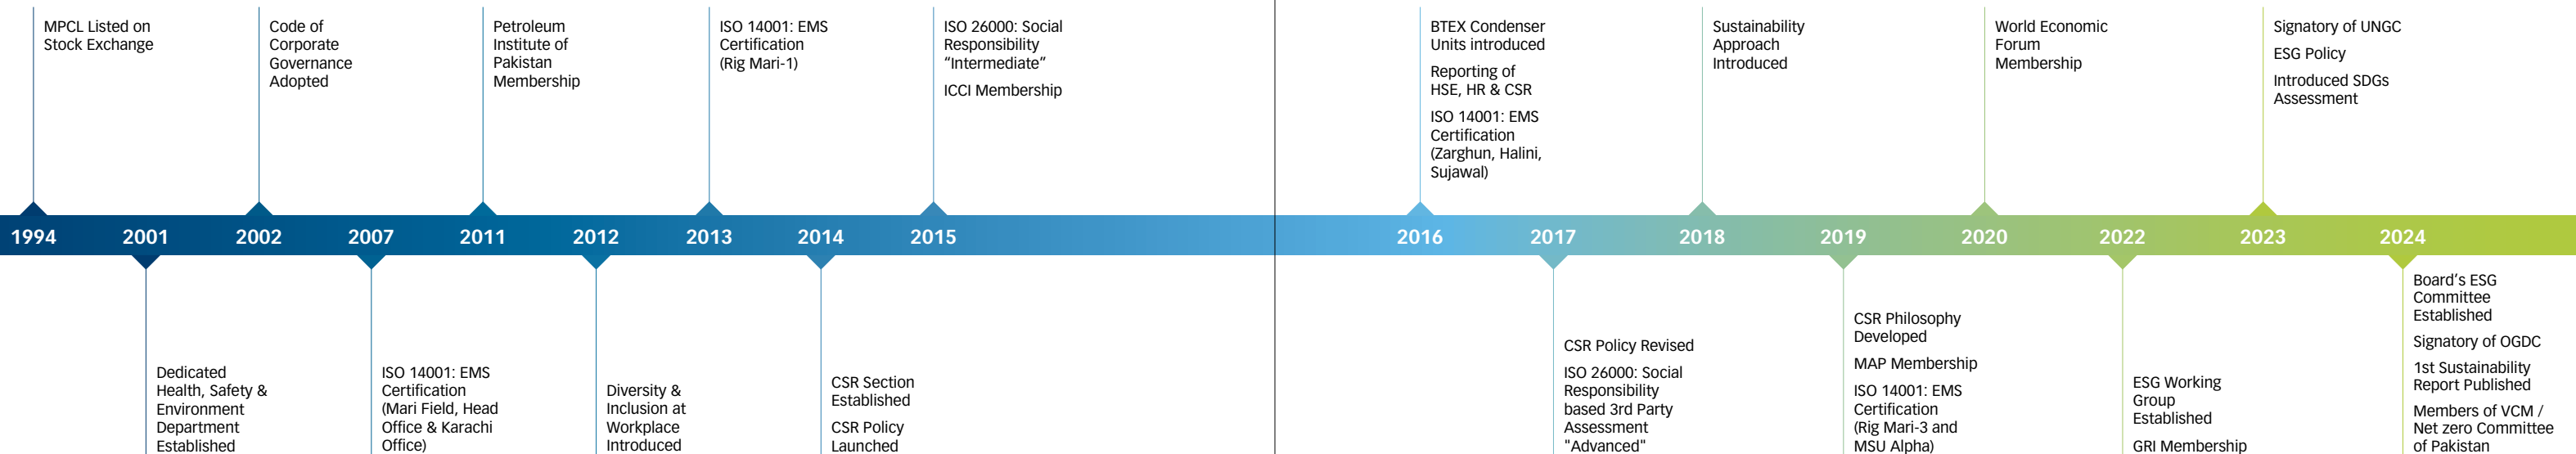 MPCL Listed on
Stock Exchange
Code of
Corporate
Governance
Adopted
Petroleum
Institute of
Pakistan
Membership
ISO 14001: EMS
Certification
(Rig Mari-1)
ISO 26000: Social
Responsibility
“Intermediate”
ICCI Membership
BTEX Condenser
Units introduced
Reporting of
HSE, HR & CSR
ISO 14001: EMS
Certification
(Zarghun, Halini,
Sujawal)
Sustainability
Approach
Introduced
World Economic
Forum
Membership
Signatory of UNGC
ESG Policy
Introduced SDGs
Assessment
1994 2001 2002 2007 2011 2012 2013 2014 2015 2016 2017 2018 2019 2020 2022 2023 2024
Dedicated
Health, Safety &
Environment
Department
Established
ISO 14001: EMS
Certification
(Mari Field, Head
Office & Karachi
Office)
Diversity &
Inclusion at
Workplace
Introduced
CSR Section
Established
CSR Policy
Launched
CSR Policy Revised
ISO 26000: Social
Responsibility
based 3rd Party
Assessment
"Advanced"
CSR Philosophy
Developed
MAP Membership
ISO 14001: EMS
Certification
(Rig Mari-3 and
MSU Alpha)
ESG Working
Group
Established
GRI Membership
Board’s ESG
Committee
Established
Signatory of OGDC
1st Sustainability
Report Published
Members of VCM /
Net zero Committee
of Pakistan